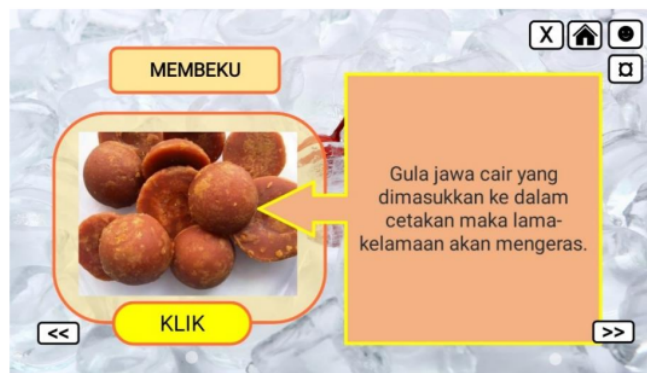 X
MEMBEKU
¤
Gula jawa cair yang
dimasukkan ke dalam
cetakan maka lama-
kelamaan akan mengeras.
KLIK
<<
>>